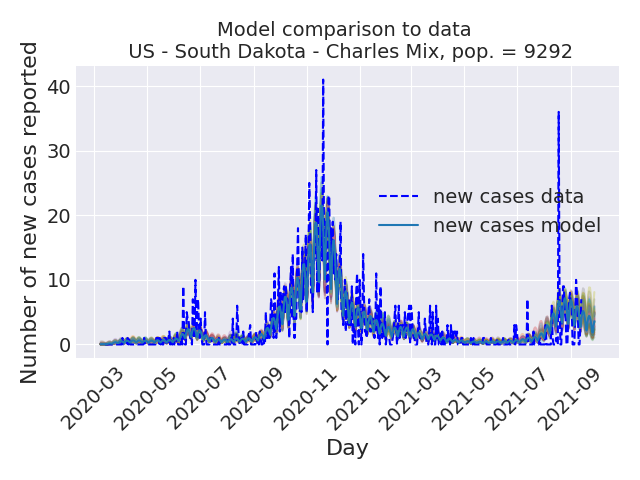 Model comparison to data
US - South Dakota - Charles Mix, pop. = 9292
Number of new cases reported
40
30
20
10
0
new cases data
new cases model
2020-03
2020-05
2020-07
2020-09
2020-11
2021-01
2021-03
2021-05
2021-07
2021-09
Day